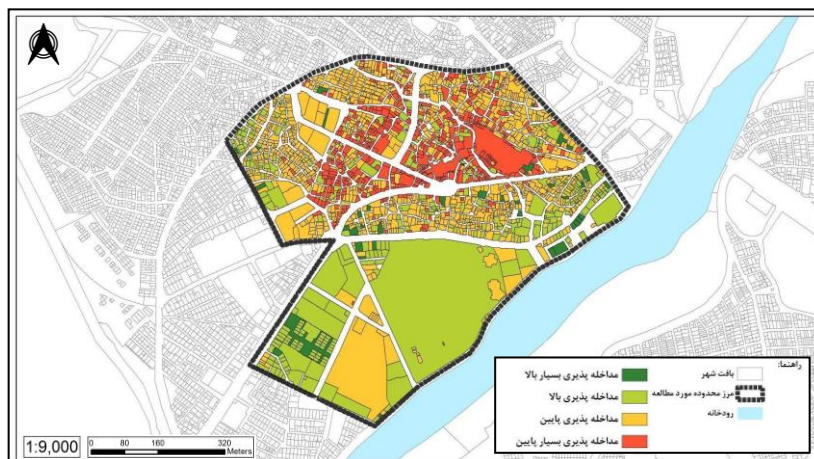 راهنما:
بافت شهر
مرز محدوده مورد مطالعه
رودخانه
مداخله پذیری بسیار بالا
مداخله پذیری بالا
مداخله پذیری پایین
مداخله پذیری بسیار پایین
1:9,000
0 80 160 320
Meters